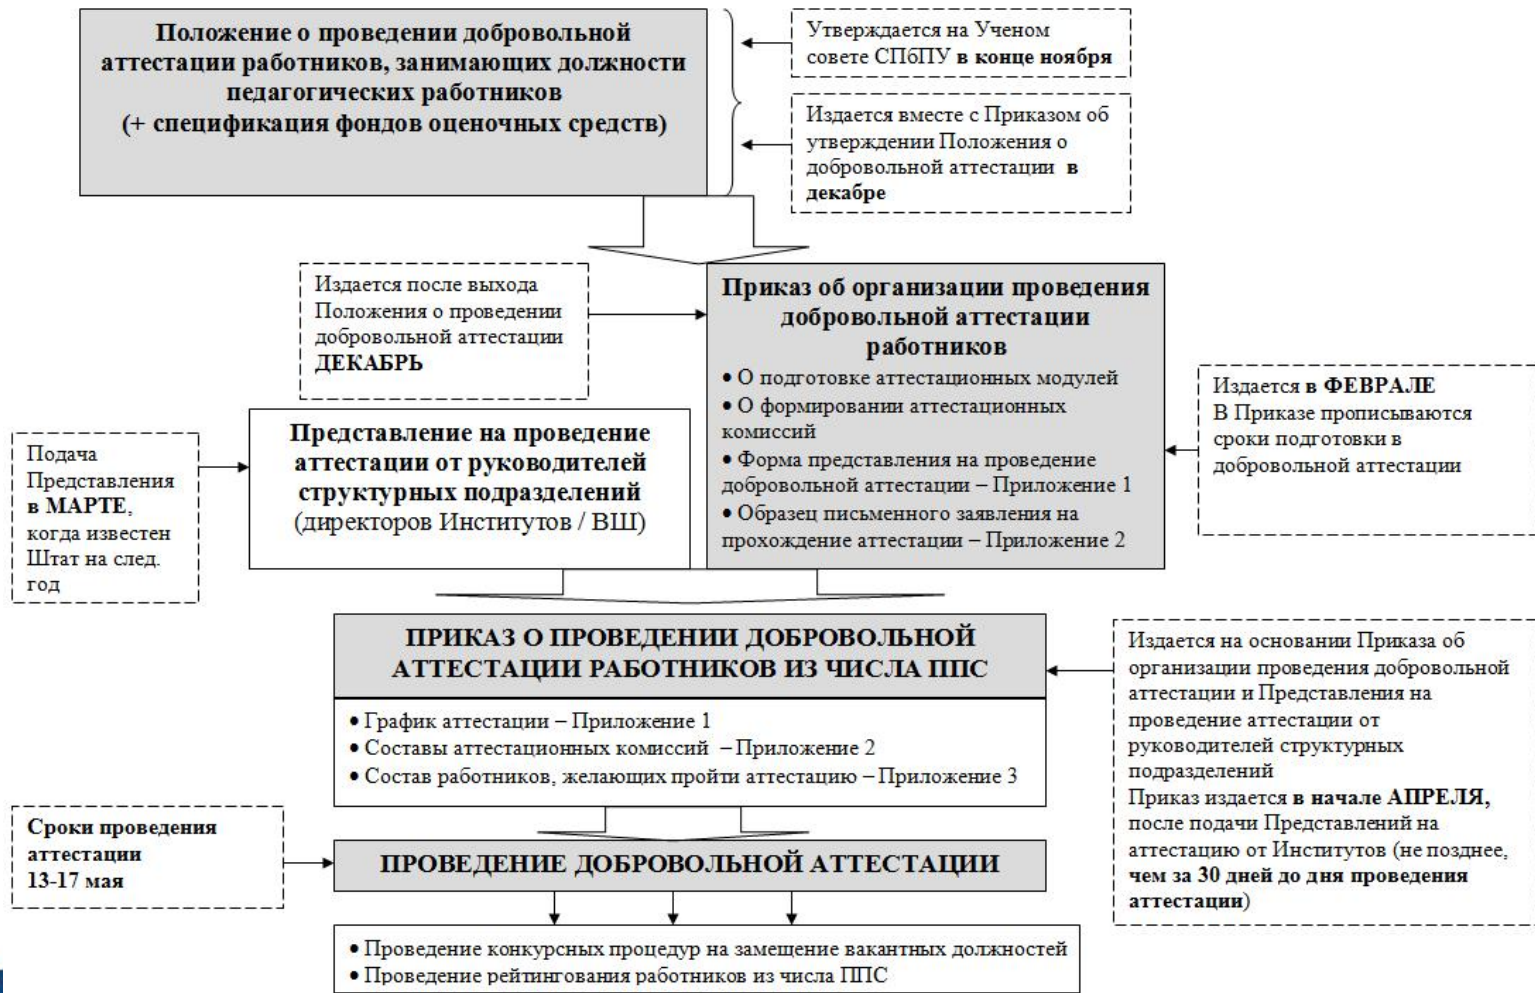 Положение о проведении добровольной
аттестации работников, занимающих должности
педагогических работников
(+ спецификация фондов оценочных средств)
Утверждается на Ученом
совете СПбПУ в конце ноября
Издается вместе с Приказом об
утверждении Положения о
добровольной аттестации в
декабре
Издается после выхода
Положения о проведении
добровольной аттестации
ДЕКАБРЬ
Приказ об организации проведения
добровольной аттестации
работников
• О подготовке аттестационных модулей
• О формировании аттестационных
комиссий
• Форма представления на проведение
добровольной аттестации – Приложение 1
• Образец письменного заявления на
прохождение аттестации – Приложение 2
Издается в ФЕВРАЛЕ
В Приказе прописываются
сроки подготовки в
добровольной аттестации
Подача
Представления
в МАРТЕ,
когда известен
Штат на след.
год
Представление на проведение
аттестации от руководителей
структурных подразделений
(директоров Институтов / ВШ)
ПРИКАЗ О ПРОВЕДЕНИИ ДОБРОВОЛЬНОЙ
АТТЕСТАЦИИ РАБОТНИКОВ ИЗ ЧИСЛА ППС
• График аттестации – Приложение 1
• Составы аттестационных комиссий – Приложение 2
• Состав работников, желающих пройти аттестацию – Приложение 3
Издается на основании Приказа об
организации проведения добровольной
аттестации и Представления на
проведение аттестации от
руководителей структурных
подразделений
Приказ издается в начале АПРЕЛЯ,
после подачи Представлений на
аттестацию от Институтов (не позднее,
чем за 30 дней до дня проведения
аттестации)
Сроки проведения
аттестации
13-17 мая
ПРОВЕДЕНИЕ ДОБРОВОЛЬНОЙ АТТЕСТАЦИИ
• Проведение конкурсных процедур на замещение вакантных должностей
• Проведение рейтингования работников из числа ППС